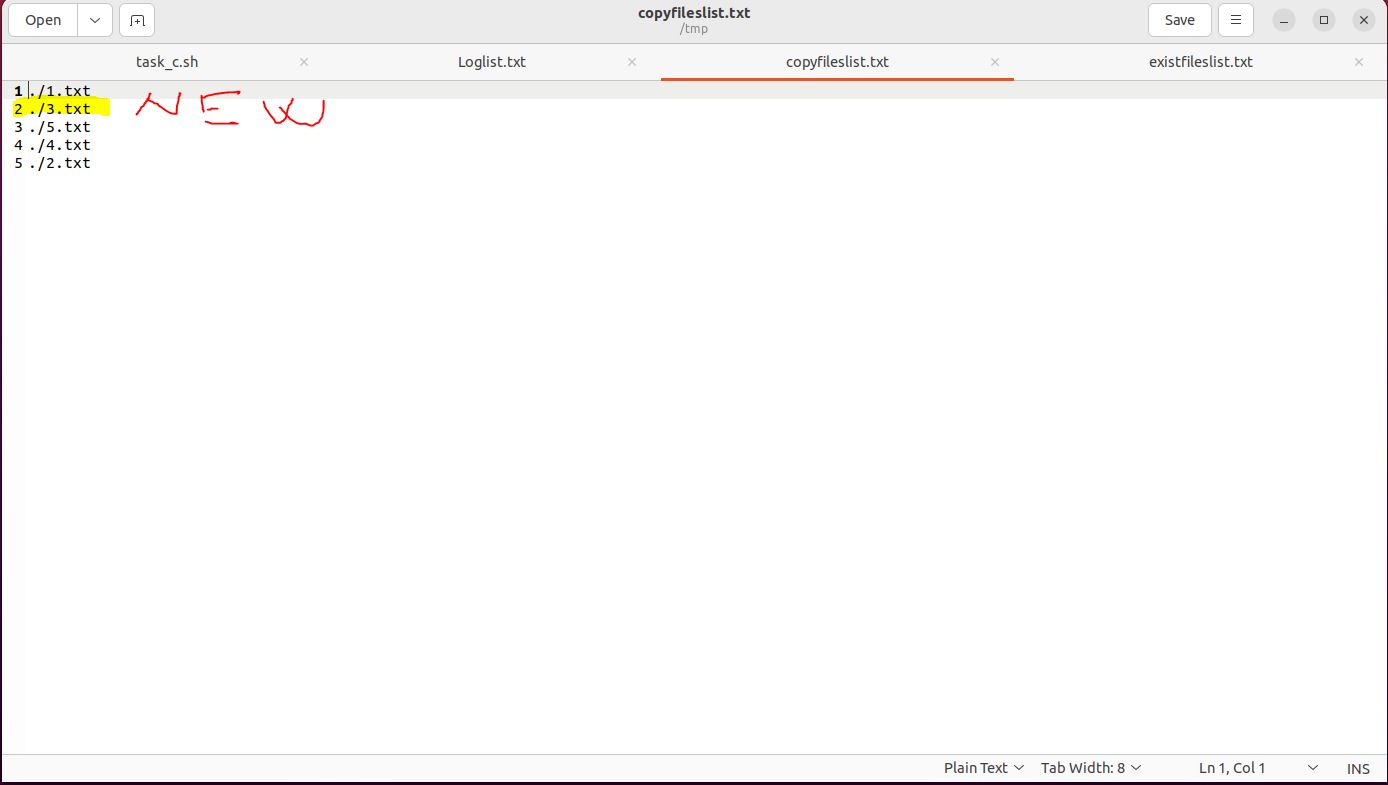 Open
copyfileslist.txt
/tmp
Save
task_c.sh
Loglist.txt
copyfileslist.txt
existfileslist.txt
1 ./1.txt
2 ./3.txt NEW
3 ./5.txt
4 ./4.txt
5 ./2.txt
Plain Text Tab Width: 8 Ln 1, Col 1 INS